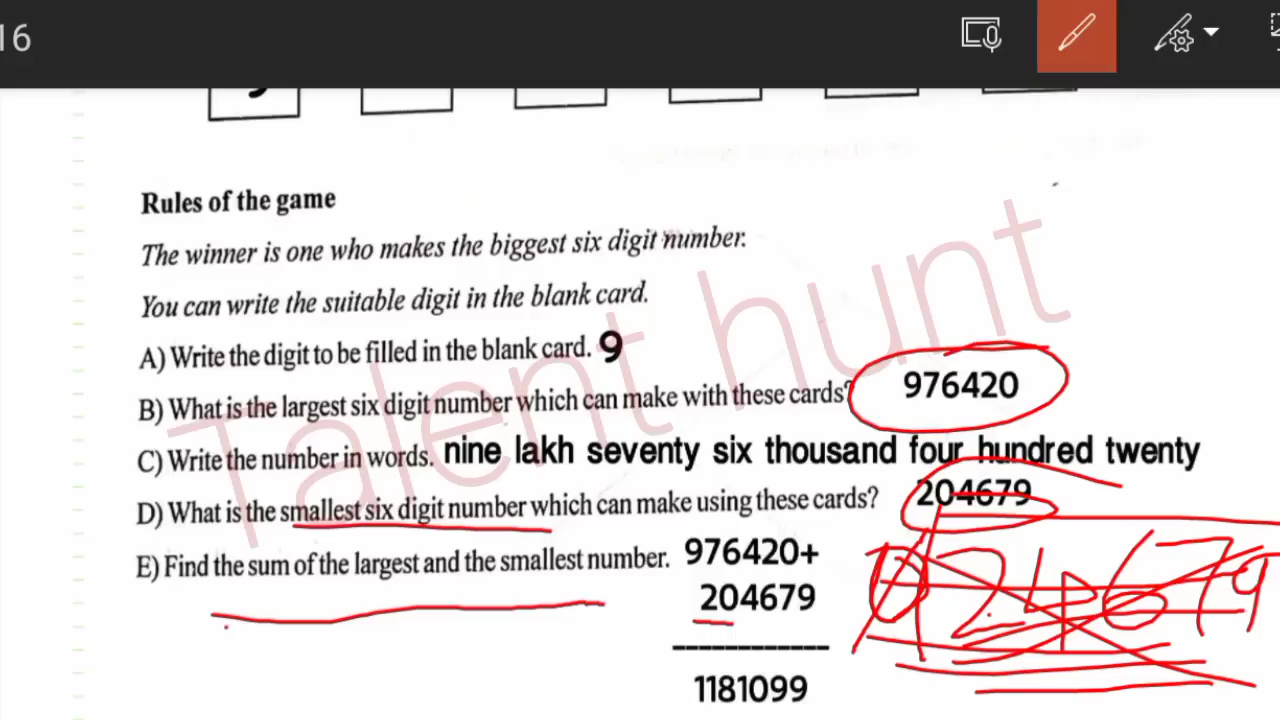 16
9
Rules of the game
The winner is one who makes the biggest six digit number.
You can write the suitable digit in the blank card.
A) Write the digit to be filled in the blank card. 9
B) What is the largest six digit number which can make with these cards? 976420
C) Write the number in words. nine lakh seventy six thousand four hundred twenty
D) What is the smallest six digit number which can make using these cards? 204679
E) Find the sum of the largest and the smallest number. 976420+
204679
024679
------------
1181099
Talent hunt